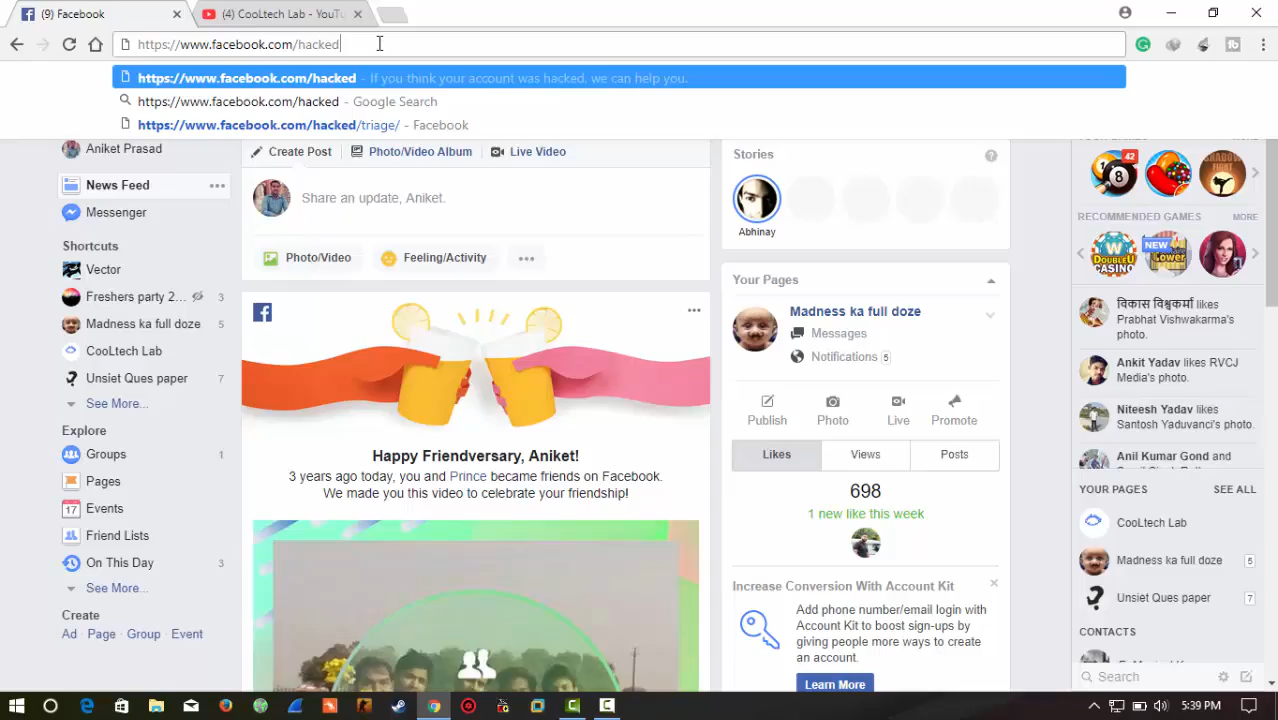 (9) Facebook
(4) CooLtech Lab - YouTu
https://www.facebook.com/hacked
https://www.facebook.com/hacked - If you think your account was hacked, we can help you.
https://www.facebook.com/hacked - Google Search
https://www.facebook.com/hacked/triage/ - Facebook
Aniket Prasad
News Feed
Messenger
Shortcuts
Vector
Freshers party 2... 3
Madness ka full doze 5
CooLtech Lab
Unsiet Ques paper 7
See More...
Explore
Groups 1
Pages
17 Events
Friend Lists
On This Day 3
See More...
Create
Ad · Page · Group · Event
Create Post
Photo/Video Album
Live Video
Share an update, Aniket.
Photo/Video
Feeling/Activity
Happy Friendversary, Aniket!
3 years ago today, you and Prince became friends on Facebook.
We made you this video to celebrate your friendship!
Stories
Abhinay
Your Pages
Madness ka full doze
Messages
Notifications 5
Publish
Photo
Live
Promote
Likes
Views
Posts
698
1 new like this week
Increase Conversion With Account Kit
Add phone number/email login with
Account Kit to boost sign-ups by
giving people more ways to create
an account.
Learn More
42
8
SHADOW
FIGHT
RECOMMENDED GAMES MORE
DOUBLEU
CASINO
NEW
Tower
विकास विश्वकर्मा likes
Prabhat Vishwakarma's
photo.
Ankit Yadav likes RVCJ
Media's photo.
Niteesh Yadav likes
Santosh Yaduvanci's photo.
Anil Kumar Gond and
YOUR PAGES SEE ALL
CooLtech Lab
Madness ka full doze 5
Unsiet Ques paper 7
CONTACTS
Search
5:39 PM